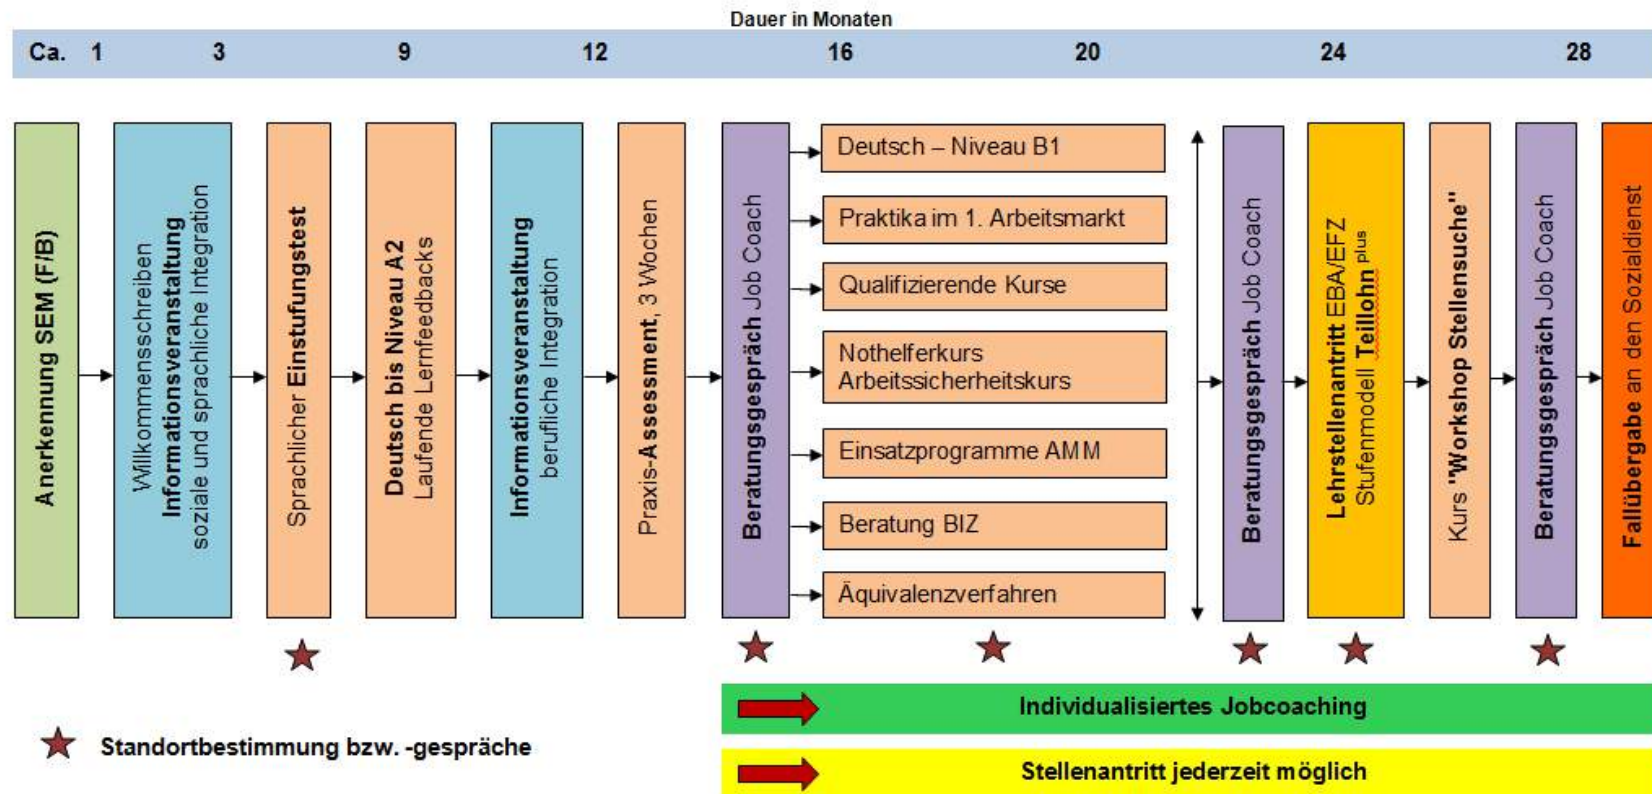 Dauer in Monaten
Ca. 1 3 9 12 16 20 24 28
Anerkennung SEM (F/B)
Willkommensschreiben
Informationsveranstaltung
soziale und sprachliche Integration
Sprachlicher Einstufungstest
Deutsch bis Niveau A2
Laufende Lernfeedbacks
Informationsveranstaltung
berufliche Integration
Praxis-Assessment, 3 Wochen
Beratungsgespräch Job Coach
Deutsch – Niveau B1
Praktika im 1. Arbeitsmarkt
Qualifizierende Kurse
Nothelferkurs
Arbeitssicherheitskurs
Einsatzprogramme AMM
Beratung BIZ
Äquivalenzverfahren
Beratungsgespräch Job Coach
Lehrstellenantritt EBA/EFZ
Stufenmodell Teillohn plus
Kurs "Workshop Stellensuche"
Beratungsgespräch Job Coach
Fallübergabe an den Sozialdienst
Individualisiertes Jobcoaching
Standortbestimmung bzw. -gespräche
Stellenantritt jederzeit möglich